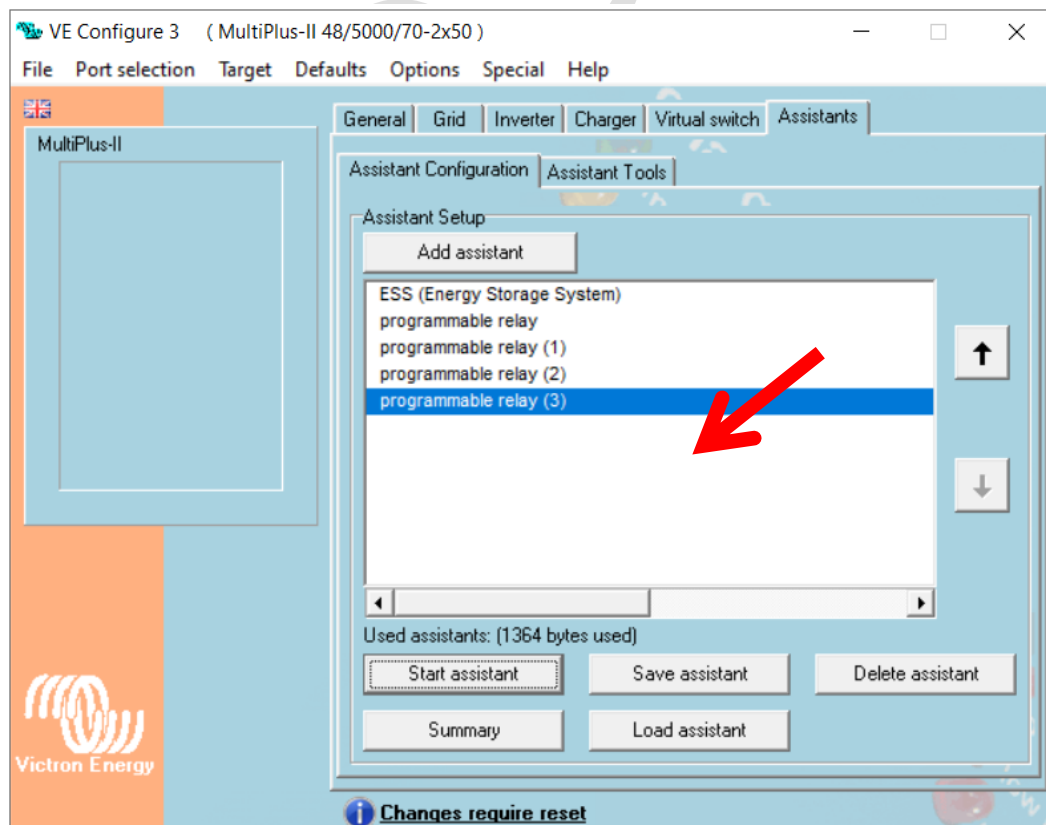 VE Configure 3 ( MultiPlus-II 48/5000/70-2x50 )
File Port selection Target Defaults Options Special Help
General Grid Inverter Charger Virtual switch Assistants
MultiPlus-II
Assistant Configuration Assistant Tools
Assistant Setup
Add assistant
ESS (Energy Storage System)
programmable relay
programmable relay (1)
programmable relay (2)
programmable relay (3)
Used assistants: (1364 bytes used)
Start assistant Save assistant Delete assistant
Summary Load assistant
Victron Energy
Changes require reset